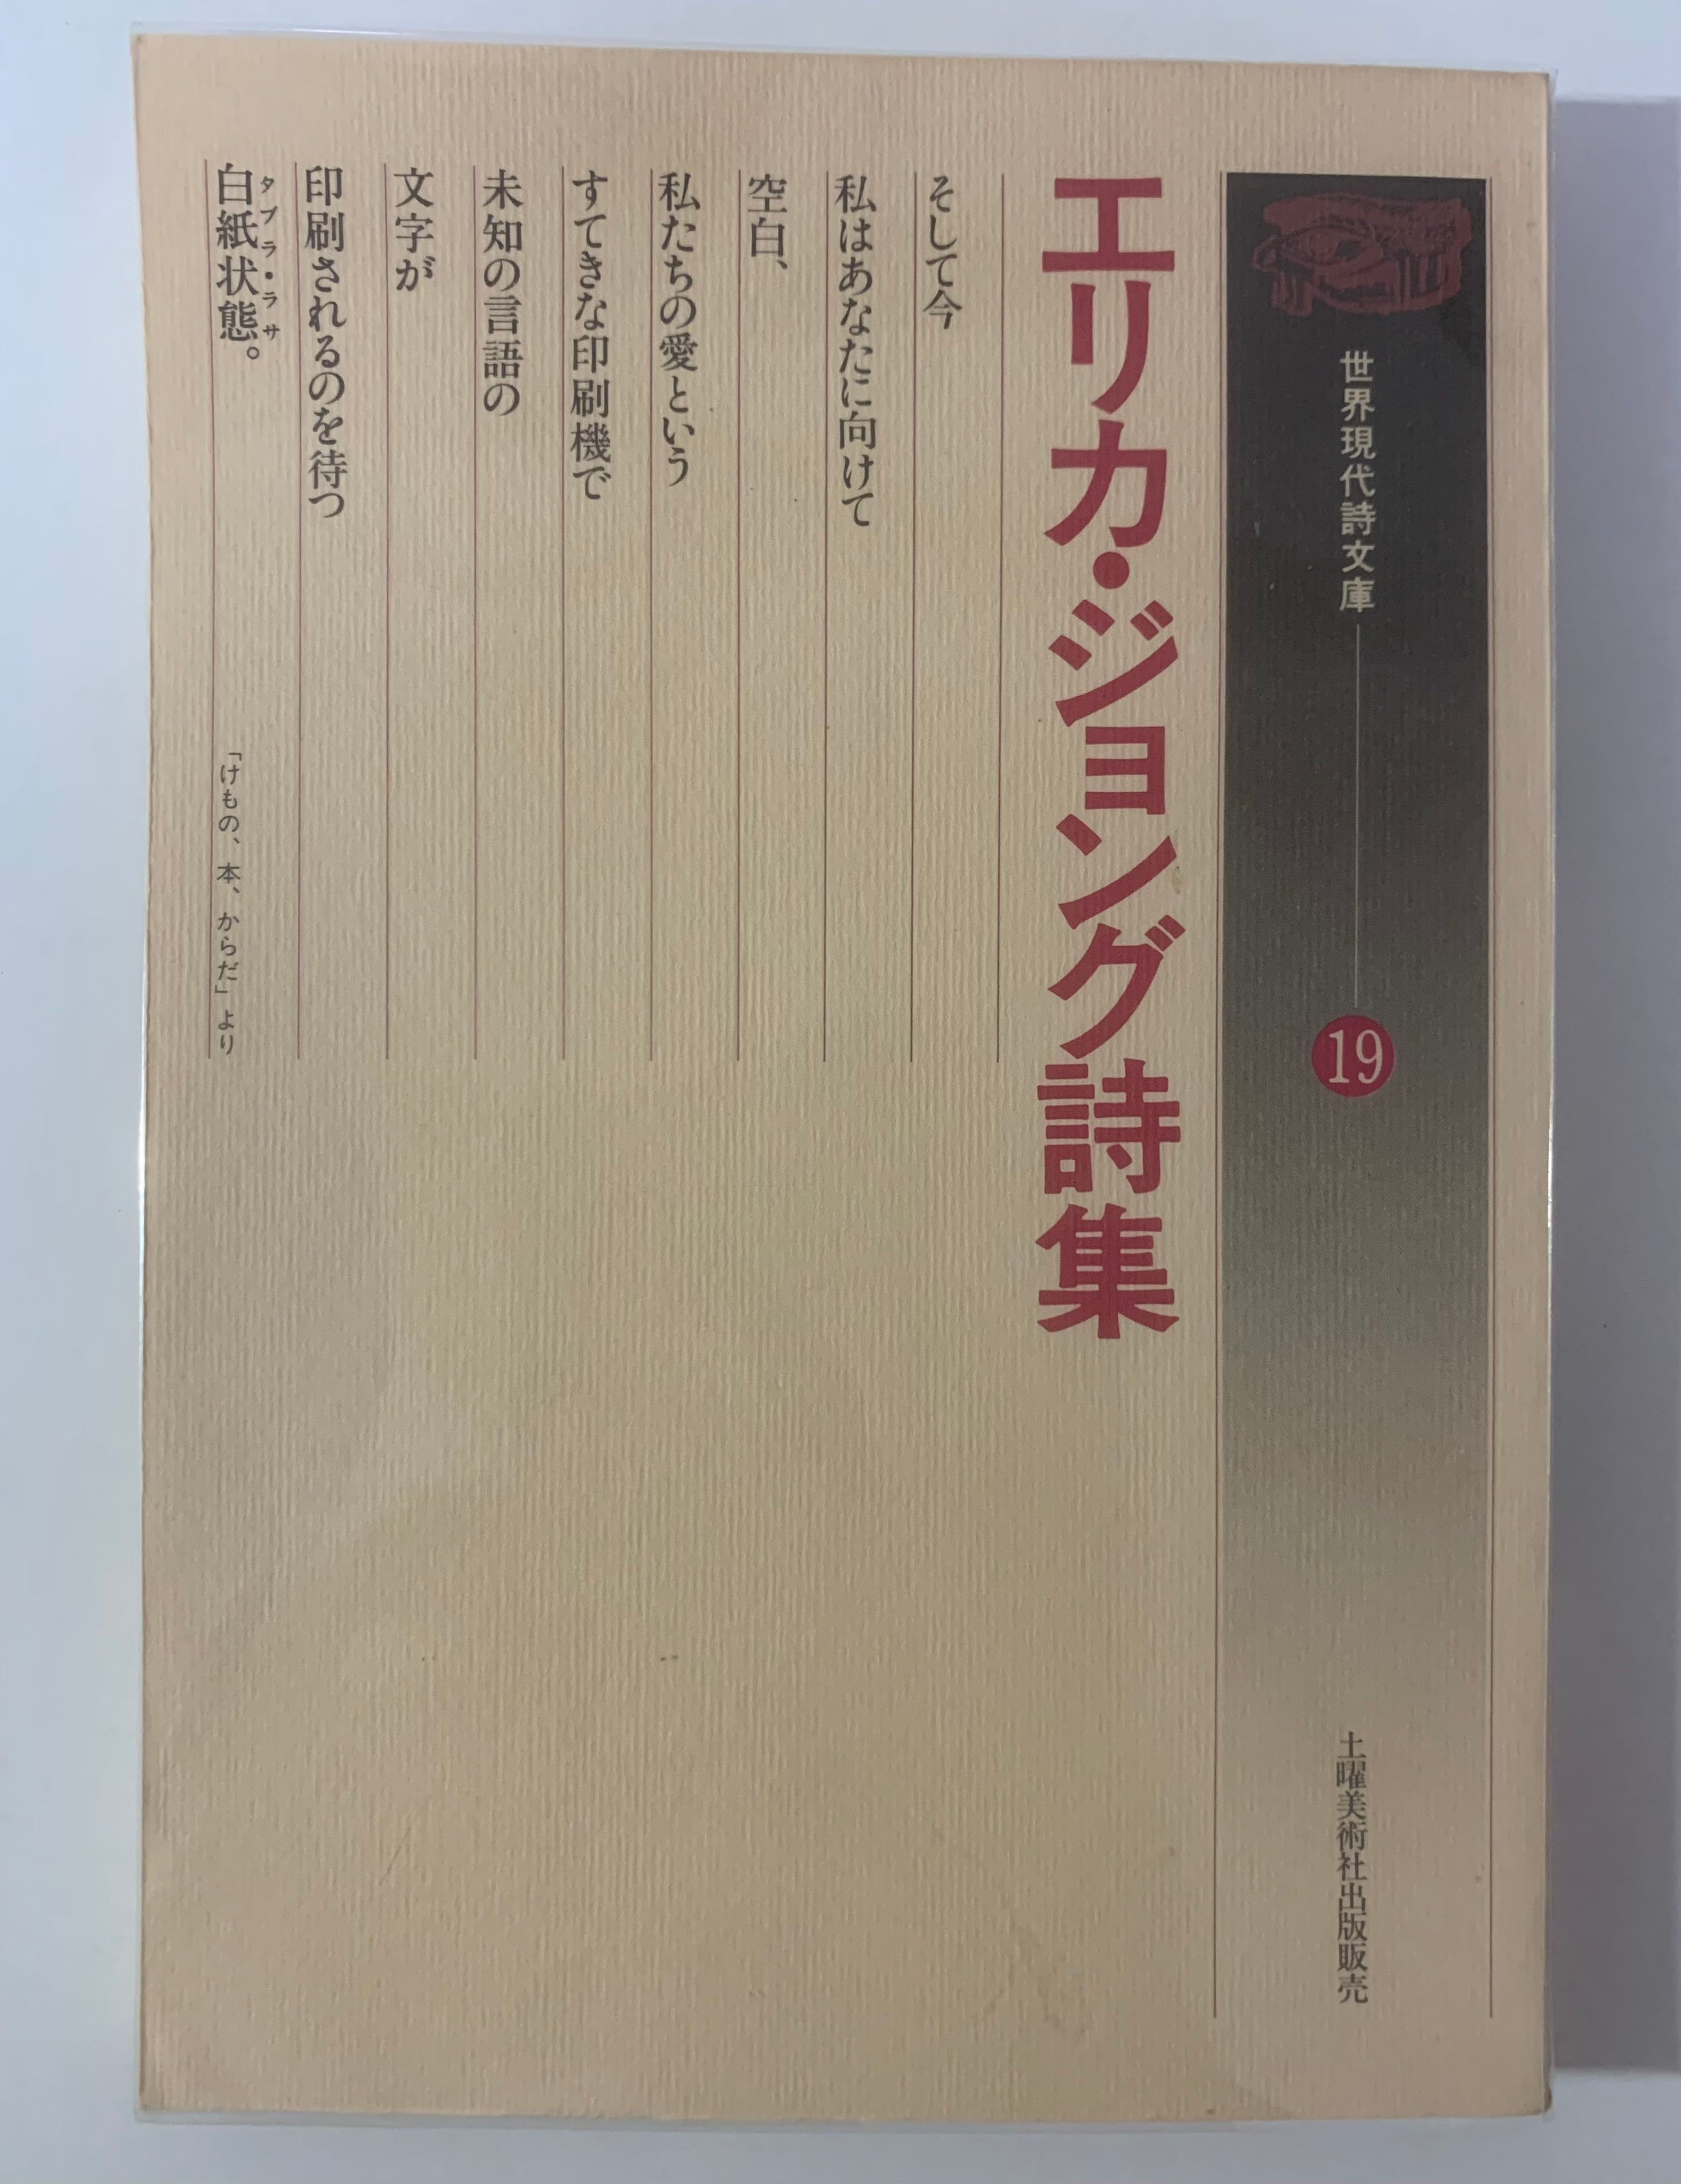 世界現代詩文庫
19
土曜美術社出版販売
エリカ・ジョング詩集
そして今
私はあなたに向けて
空白、
私たちの愛という
すてきな印刷機で
未知の言語の
文字が
印刷されるのを待つ
タブラ・ラサ
白紙状態。
「けもの、本、からだ」より